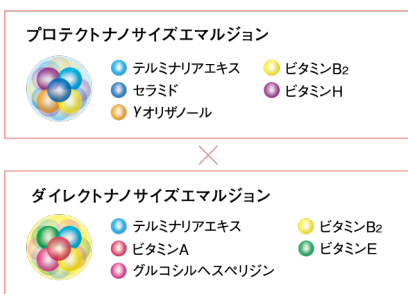 プロテクトナノサイズエマルジョン
テルミナリアエキス ビタミンB2
セラミド ビタミンH
γオリザノール
×
ダイレクトナノサイズエマルジョン
テルミナリアエキス ビタミンB2
ビタミンA ビタミンE
グルコシルヘスペリジン